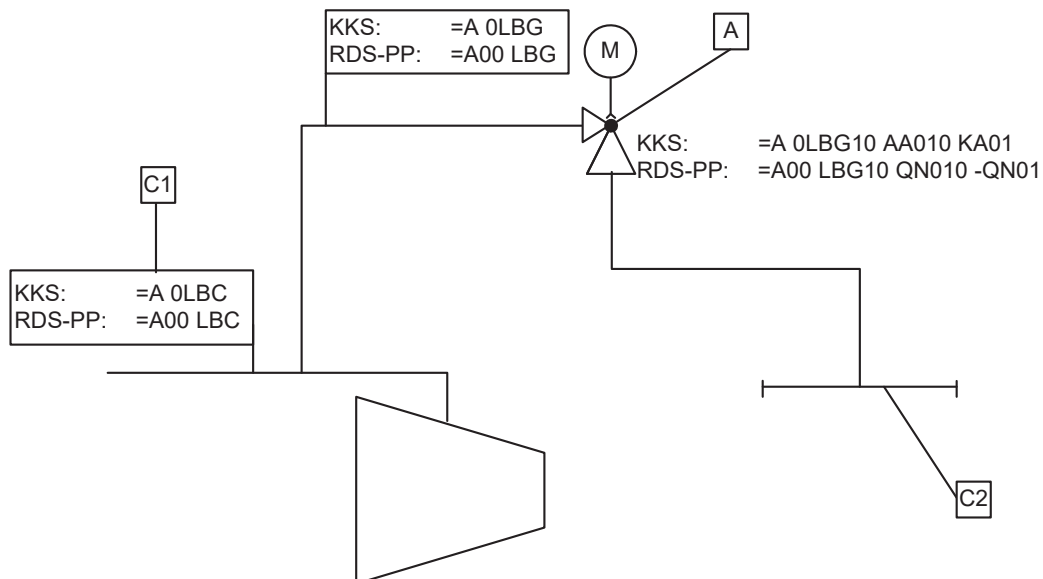 KKS: =A 0LBG
RDS-PP: =A00 LBG
M
A
KKS: =A 0LBG10 AA010 KA01
RDS-PP: =A00 LBG10 QN010 -QN01
C1
KKS: =A 0LBC
RDS-PP: =A00 LBC
C2